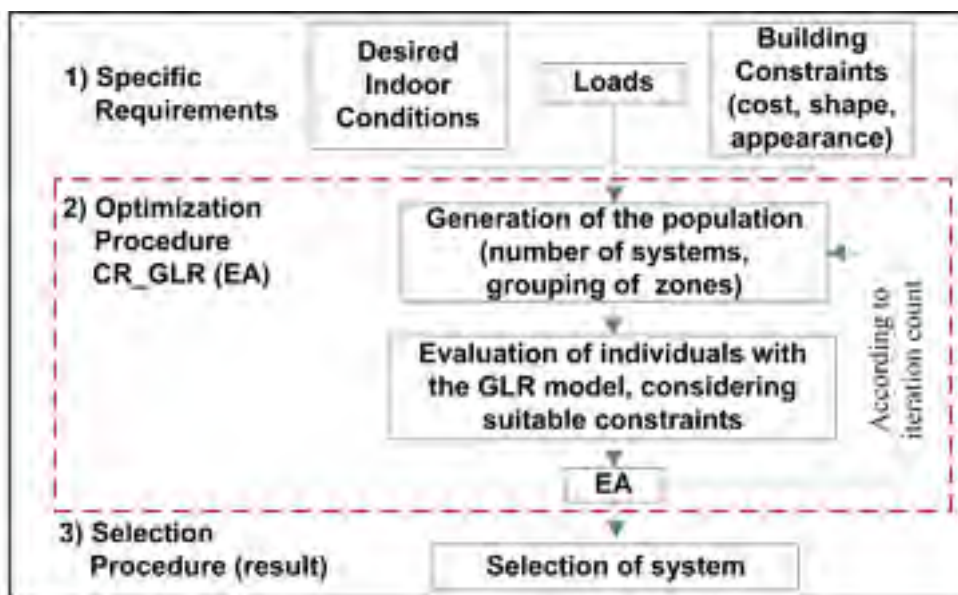 1) Specific
Requirements
Desired
Indoor
Conditions
Loads
Building
Constraints
(cost, shape,
appearance)
2) Optimization
Procedure
CR_GLR (EA)
Generation of the population
(number of systems,
grouping of zones)
Evaluation of individuals with
the GLR model, considering
suitable constraints
EA
According to
iteration count
3) Selection
Procedure (result)
Selection of system